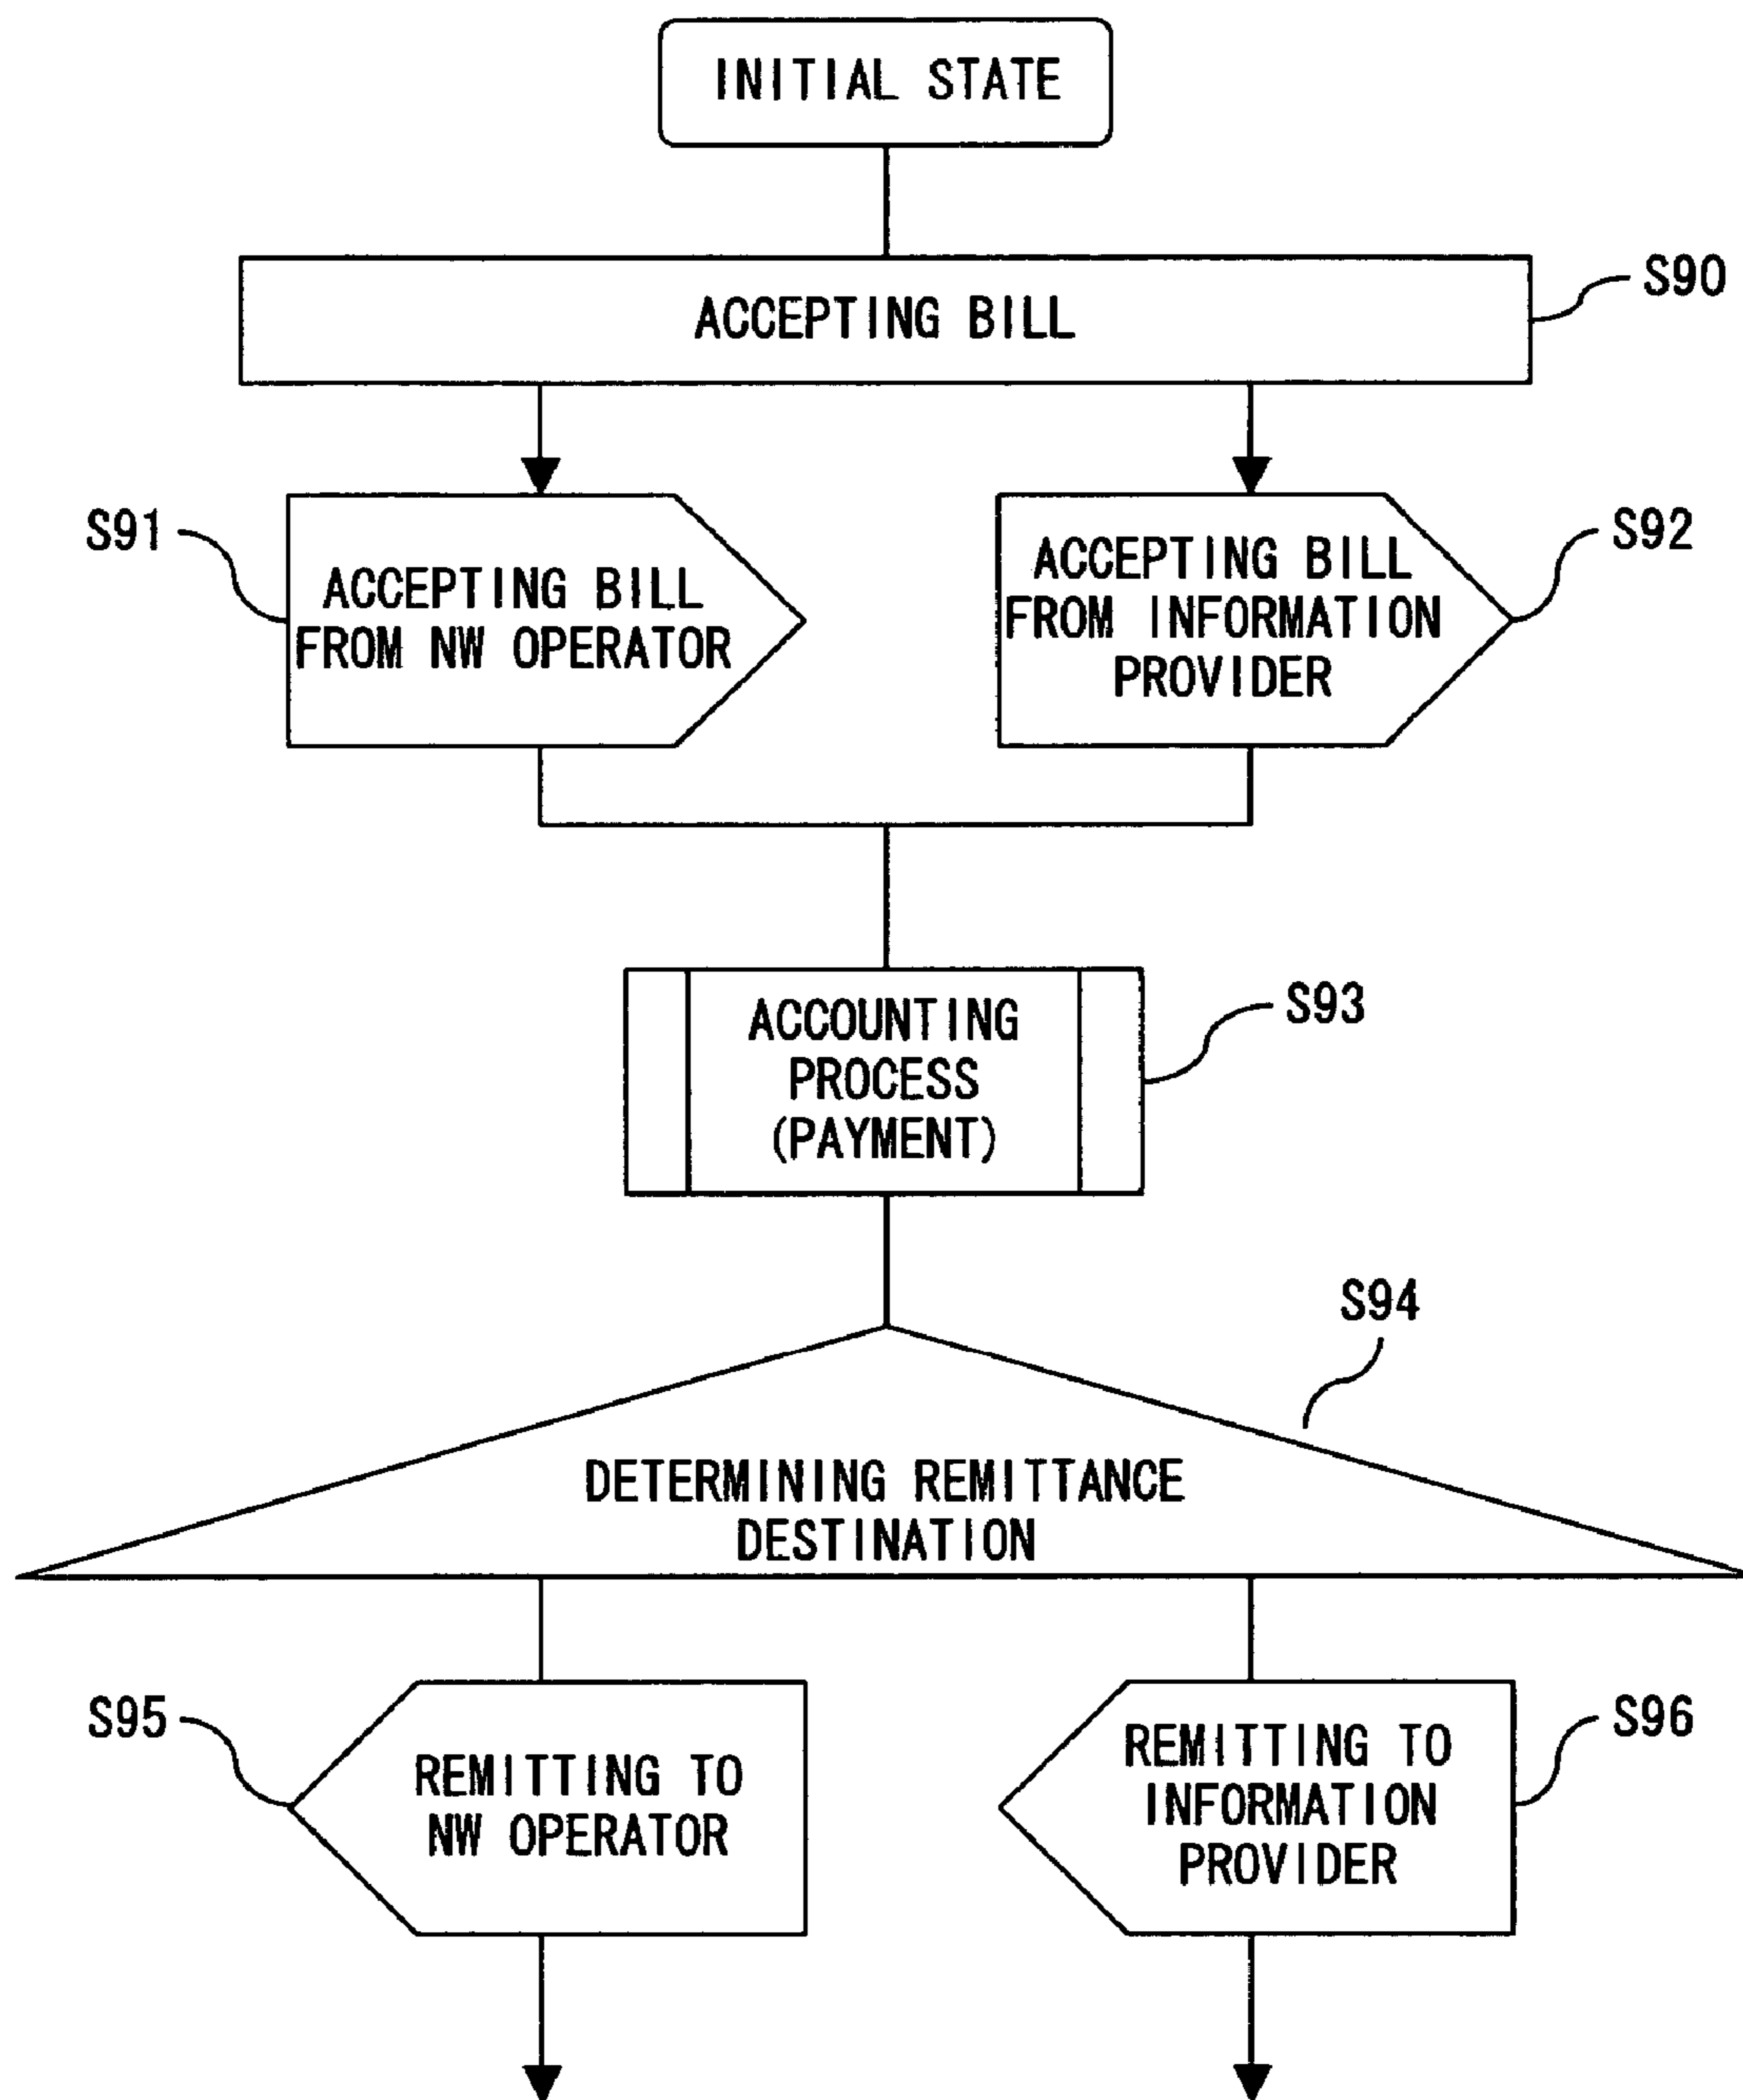 INITIAL STATE
ACCEPTING BILL
S90
S91
ACCEPTING BILL
FROM NW OPERATOR
ACCEPTING BILL
FROM INFORMATION
PROVIDER
S92
ACCOUNTING
PROCESS
(PAYMENT)
S93
S94
DETERMINING REMITTANCE
DESTINATION
S95
REMITTING TO
NW OPERATOR
REMITTING TO
INFORMATION
PROVIDER
S96